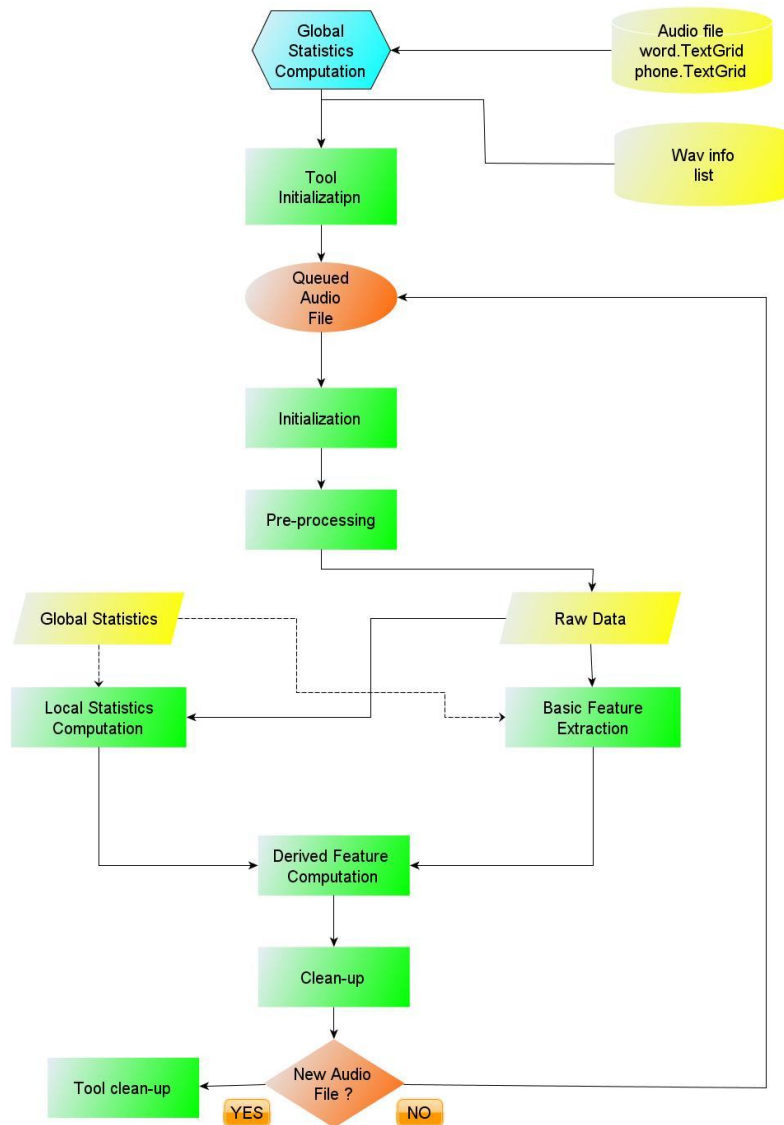 Global
Statistics
Computation
Audio file
word.TextGrid
phone.TextGrid
Wav info
list
Tool
Initializatipn
Queued
Audio
File
Initialization
Pre-processing
Global Statistics
Raw Data
Local Statistics
Computation
Basic Feature
Extraction
Derived Feature
Computation
Clean-up
New Audio
File ?
Tool clean-up
YES
NO